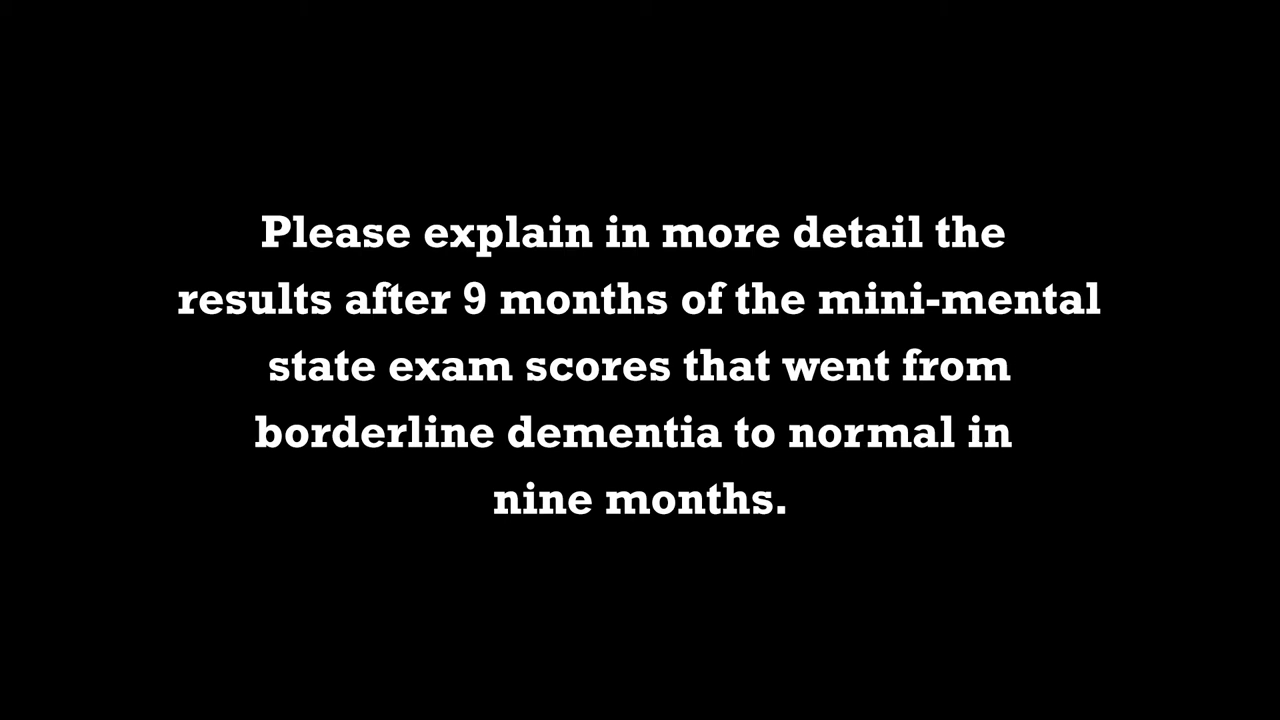 Please explain in more detail the
results after 9 months of the mini-mental
state exam scores that went from
borderline dementia to normal in
nine months.